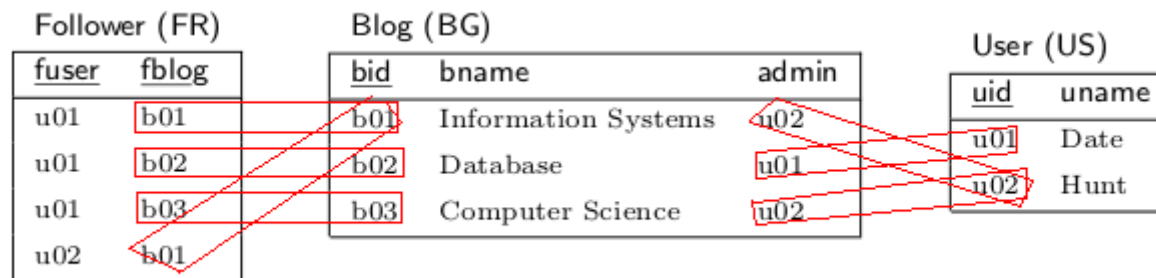 Follower (FR)
fuser fblog
u01 b01
u01 b02
u01 b03
u02 b01
Blog (BG)
bid bname admin
b01 Information Systems u02
b02 Database u01
b03 Computer Science u02
User (US)
uid uname
u01 Date
u02 Hunt